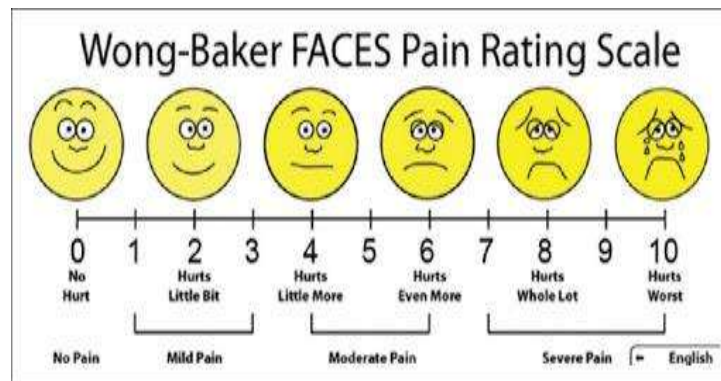 Wong-Baker FACES Pain Rating Scale
0 1 2 3 4 5 6 7 8 9 10
No Hurts Hurts Hurts Hurts Hurts
Hurt Little Bit Little More Even More Whole Lot Worst
No Pain Mild Pain Moderate Pain Severe Pain English